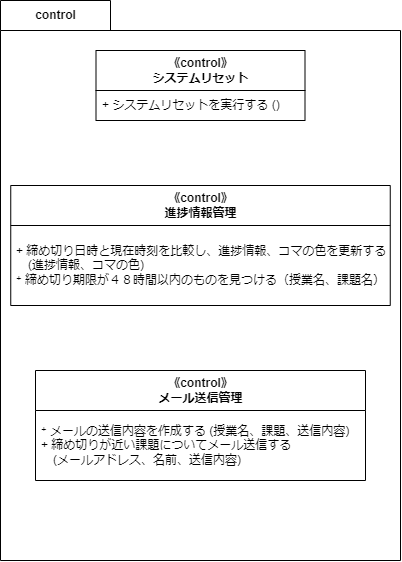 control
《control》
システムリセット
+ システムリセットを実行する ()
《control》
進捗情報管理
+ 締め切り日時と現在時刻を比較し、進捗情報、コマの色を更新する
(進捗情報、コマの色)
+ 締め切り期限が４８時間以内のものを見つける（授業名、課題名）
《control》
メール送信管理
+ メールの送信内容を作成する (授業名、課題、送信内容)
+ 締め切りが近い課題についてメール送信する
(メールアドレス、名前、送信内容)